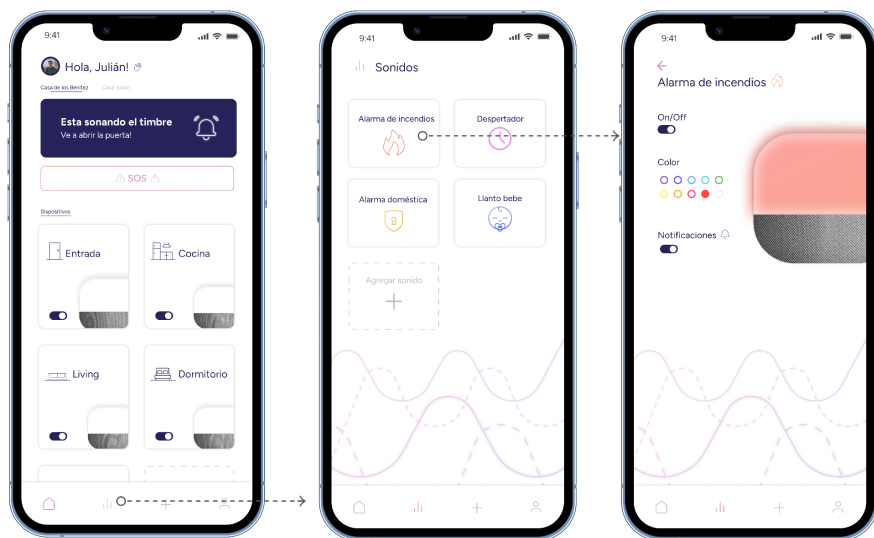 9:41
Hola, Julián!
Casa de los Benitez Casa Julián
Esta sonando el timbre
Ve a abrir la puerta!
SOS
Dispositivos
Entrada
Cocina
Living
Dormitorio
9:41
Sonidos
Alarma de incendios
Despertador
Alarma doméstica
Llanto bebe
Agregar sonido
9:41
Alarma de incendios
On/Off
Color
Notificaciones